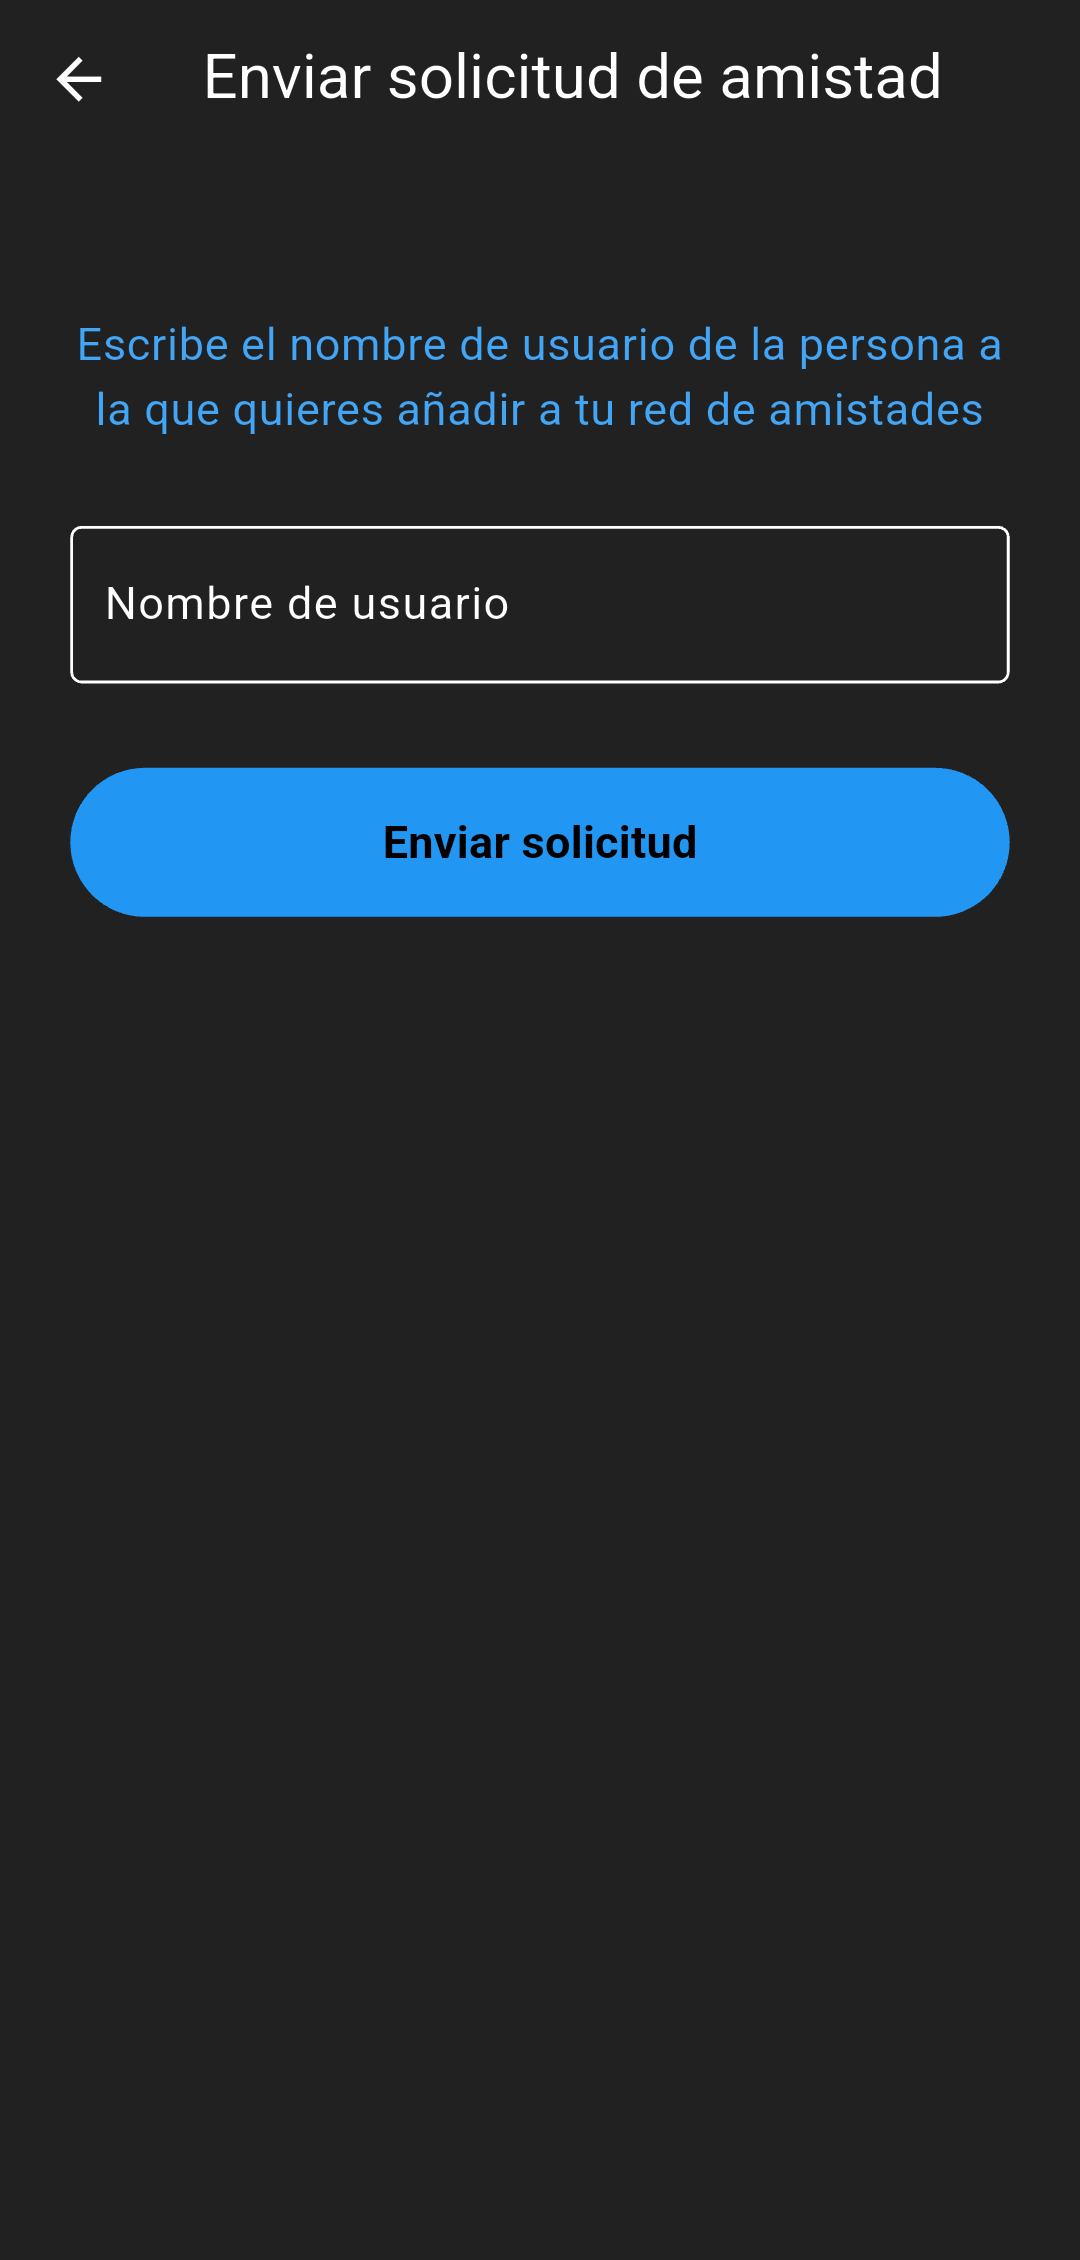 Enviar solicitud de amistad
Escribe el nombre de usuario de la persona a
la que quieres añadir a tu red de amistades
Nombre de usuario
Enviar solicitud